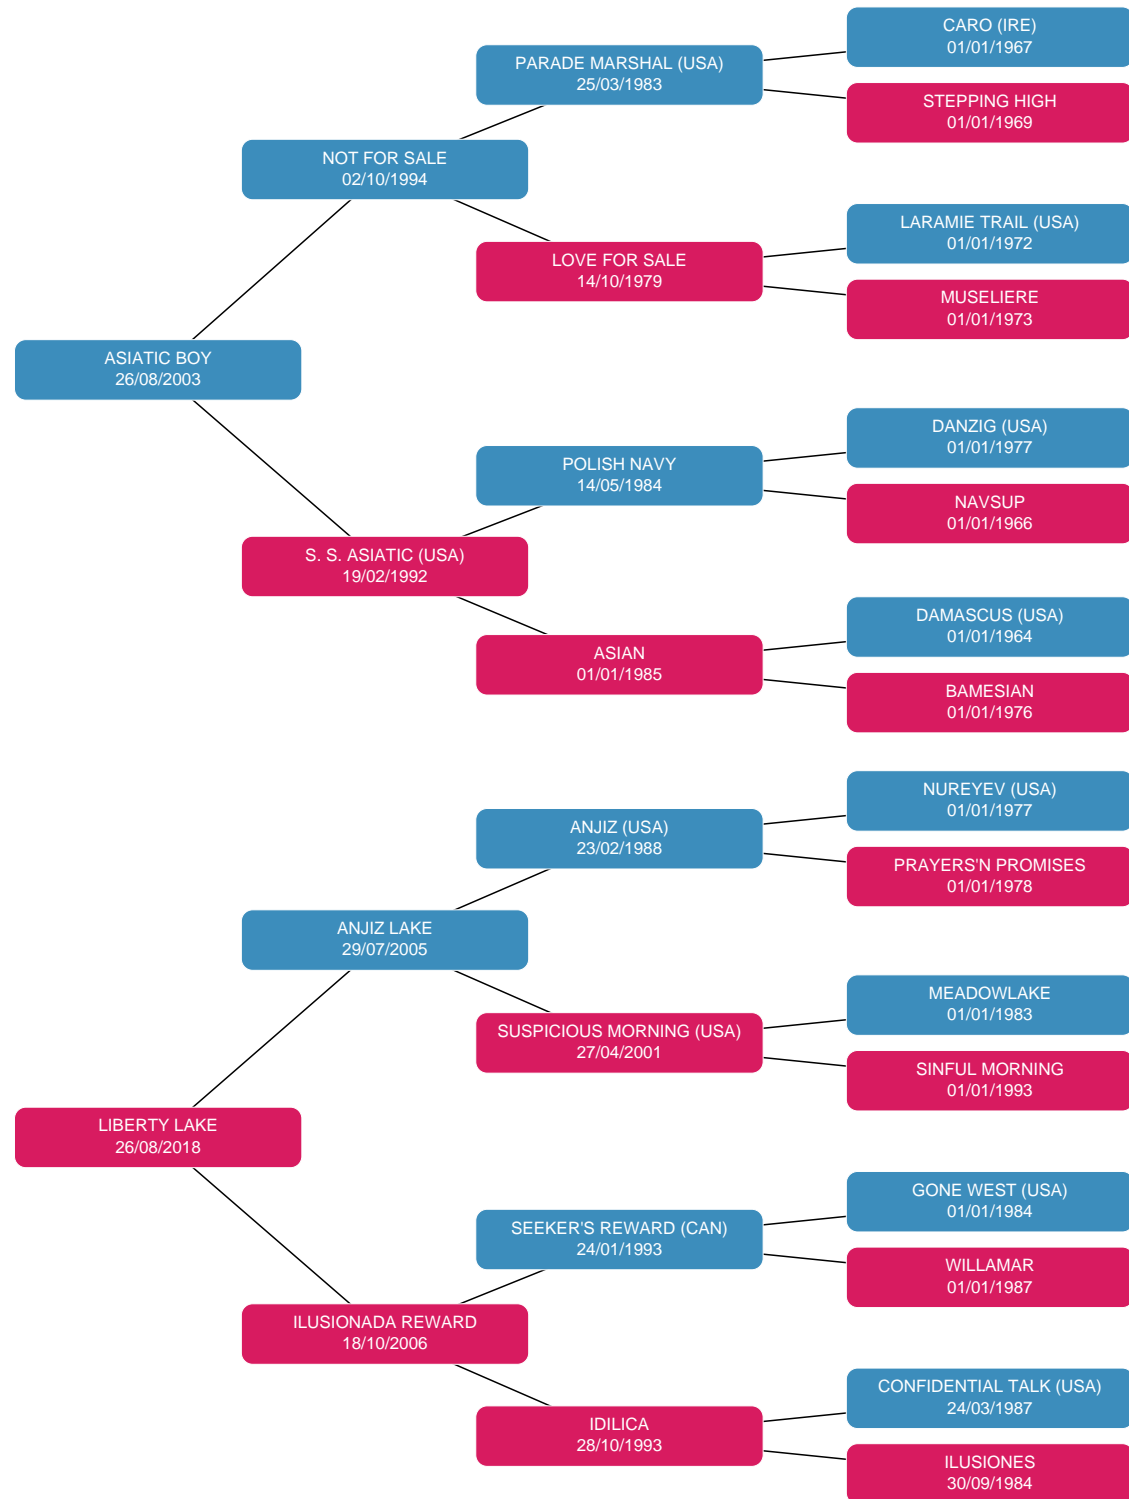 CARO (IRE)
01/01/1967
PARADE MARSHAL (USA)
25/03/1983
STEPPING HIGH
01/01/1969
NOT FOR SALE
02/10/1994
LARAMIE TRAIL (USA)
01/01/1972
LOVE FOR SALE
14/10/1979
MUSELIERE
01/01/1973
ASIATIC BOY
26/08/2003
DANZIG (USA)
01/01/1977
POLISH NAVY
14/05/1984
NAVSUP
01/01/1966
S. S. ASIATIC (USA)
19/02/1992
DAMASCUS (USA)
01/01/1964
ASIAN
01/01/1985
BAMESIAN
01/01/1976
NUREYEV (USA)
01/01/1977
ANJIZ (USA)
23/02/1988
PRAYERS'N PROMISES
01/01/1978
ANJIZ LAKE
29/07/2005
MEADOWLAKE
01/01/1983
SUSPICIOUS MORNING (USA)
27/04/2001
SINFUL MORNING
01/01/1993
LIBERTY LAKE
26/08/2018
GONE WEST (USA)
01/01/1984
SEEKER'S REWARD (CAN)
24/01/1993
WILLAMAR
01/01/1987
ILUSIONADA REWARD
18/10/2006
CONFIDENTIAL TALK (USA)
24/03/1987
IDILICA
28/10/1993
ILUSIONES
30/09/1984